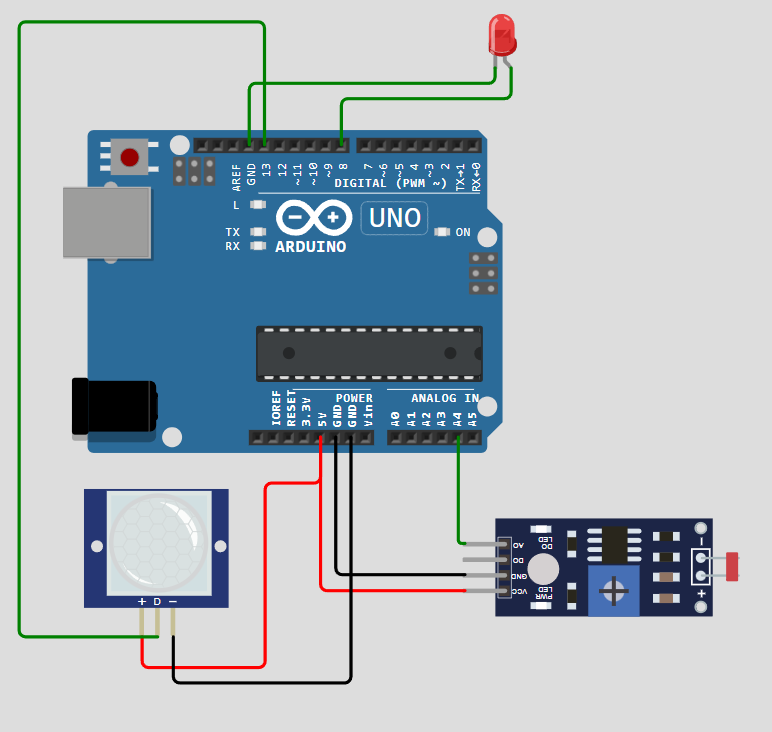 AREF
GND
13
12
~11
~10
~9
8
7
~6
~5
4
~3
2
TX→1
RX←0
DIGITAL (PWM ~)
L
TX
RX
UNO
ARDUINO
ON
POWER
ANALOG IN
IOREF
RESET
3.3V
5V
GND
GND
Vin
A0
A1
A2
A3
A4
A5
+ D −
AO
DO
GND
VCC
DO
LED
PWR
LED
−
+